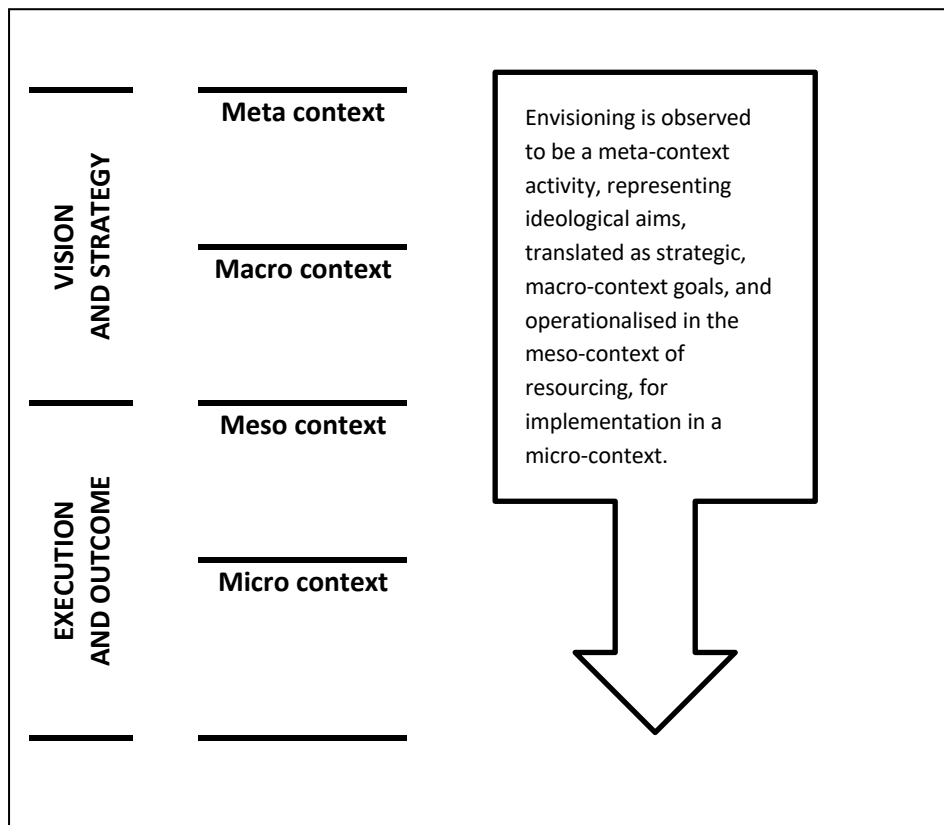 VISION
AND STRATEGY
EXECUTION
AND OUTCOME
Meta context
Macro context
Meso context
Micro context
Envisioning is observed
to be a meta-context
activity, representing
ideological aims,
translated as strategic,
macro-context goals, and
operationalised in the
meso-context of
resourcing, for
implementation in a
micro-context.